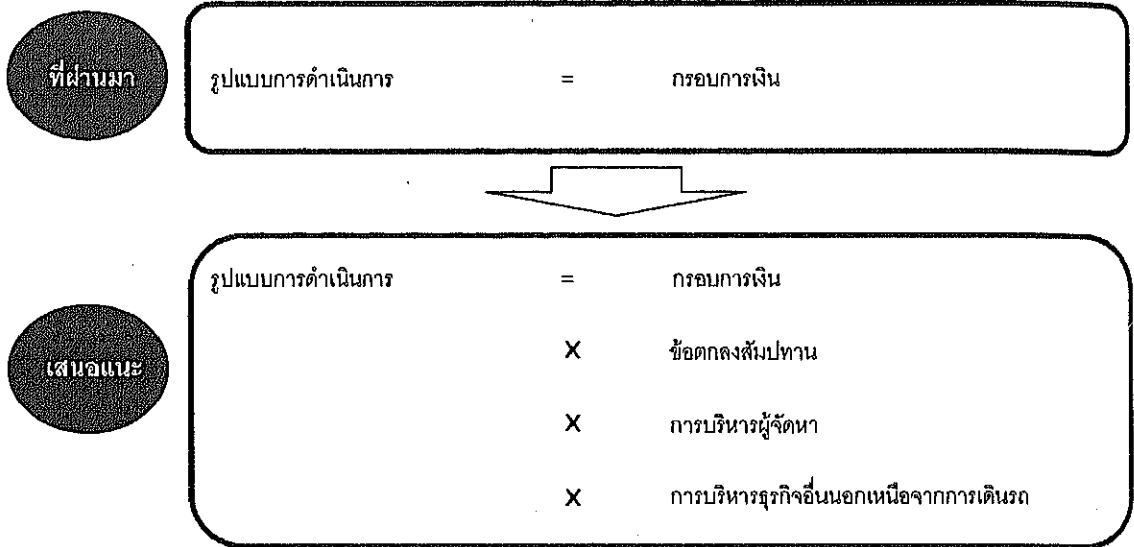 ที่ผ่านมา
รูปแบบการดำเนินการ = กรอบการเงิน
เสนอแนะ
รูปแบบการดำเนินการ = กรอบการเงิน
X ข้อตกลงสัมปทาน
X การบริหารผู้จัดหา
X การบริหารธุรกิจอื่นนอกเหนือจากการเดินรถ